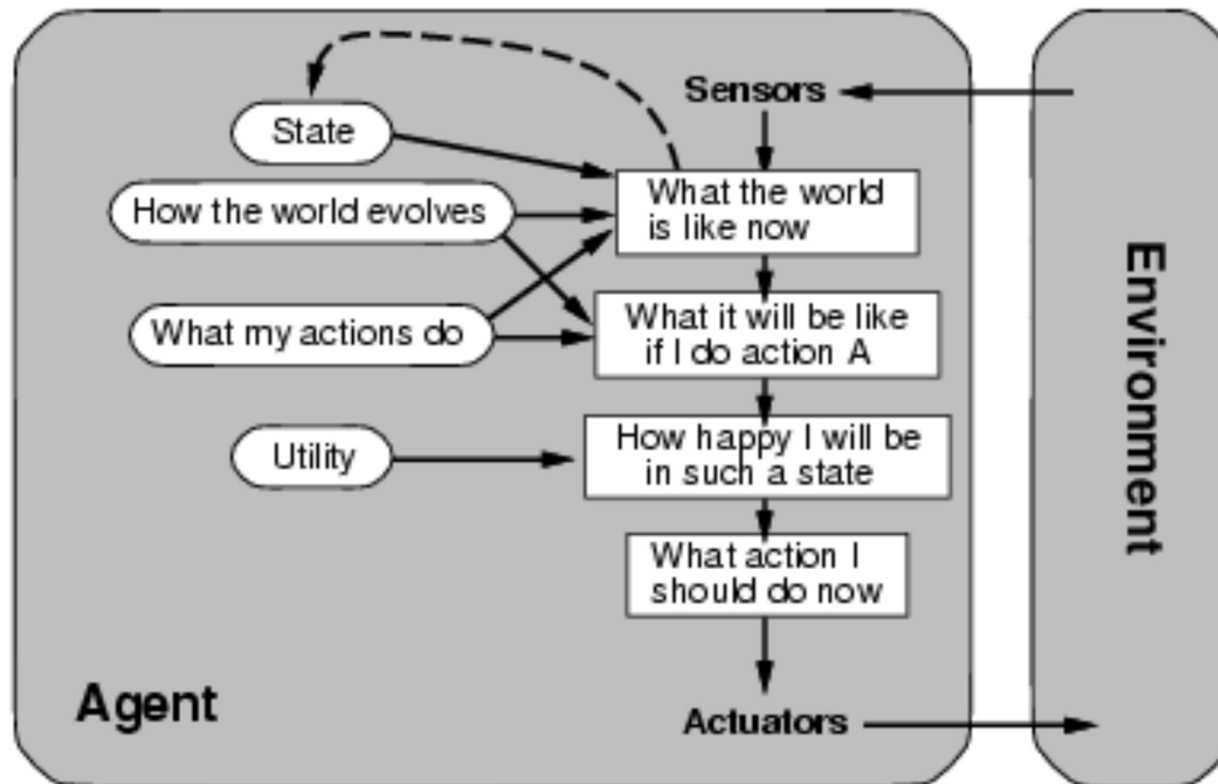 Sensors
State
What the world
is like now
How the world evolves
What my actions do
What it will be like
if I do action A
Utility
How happy I will be
in such a state
What action I
should do now
Agent
Actuators
Environment